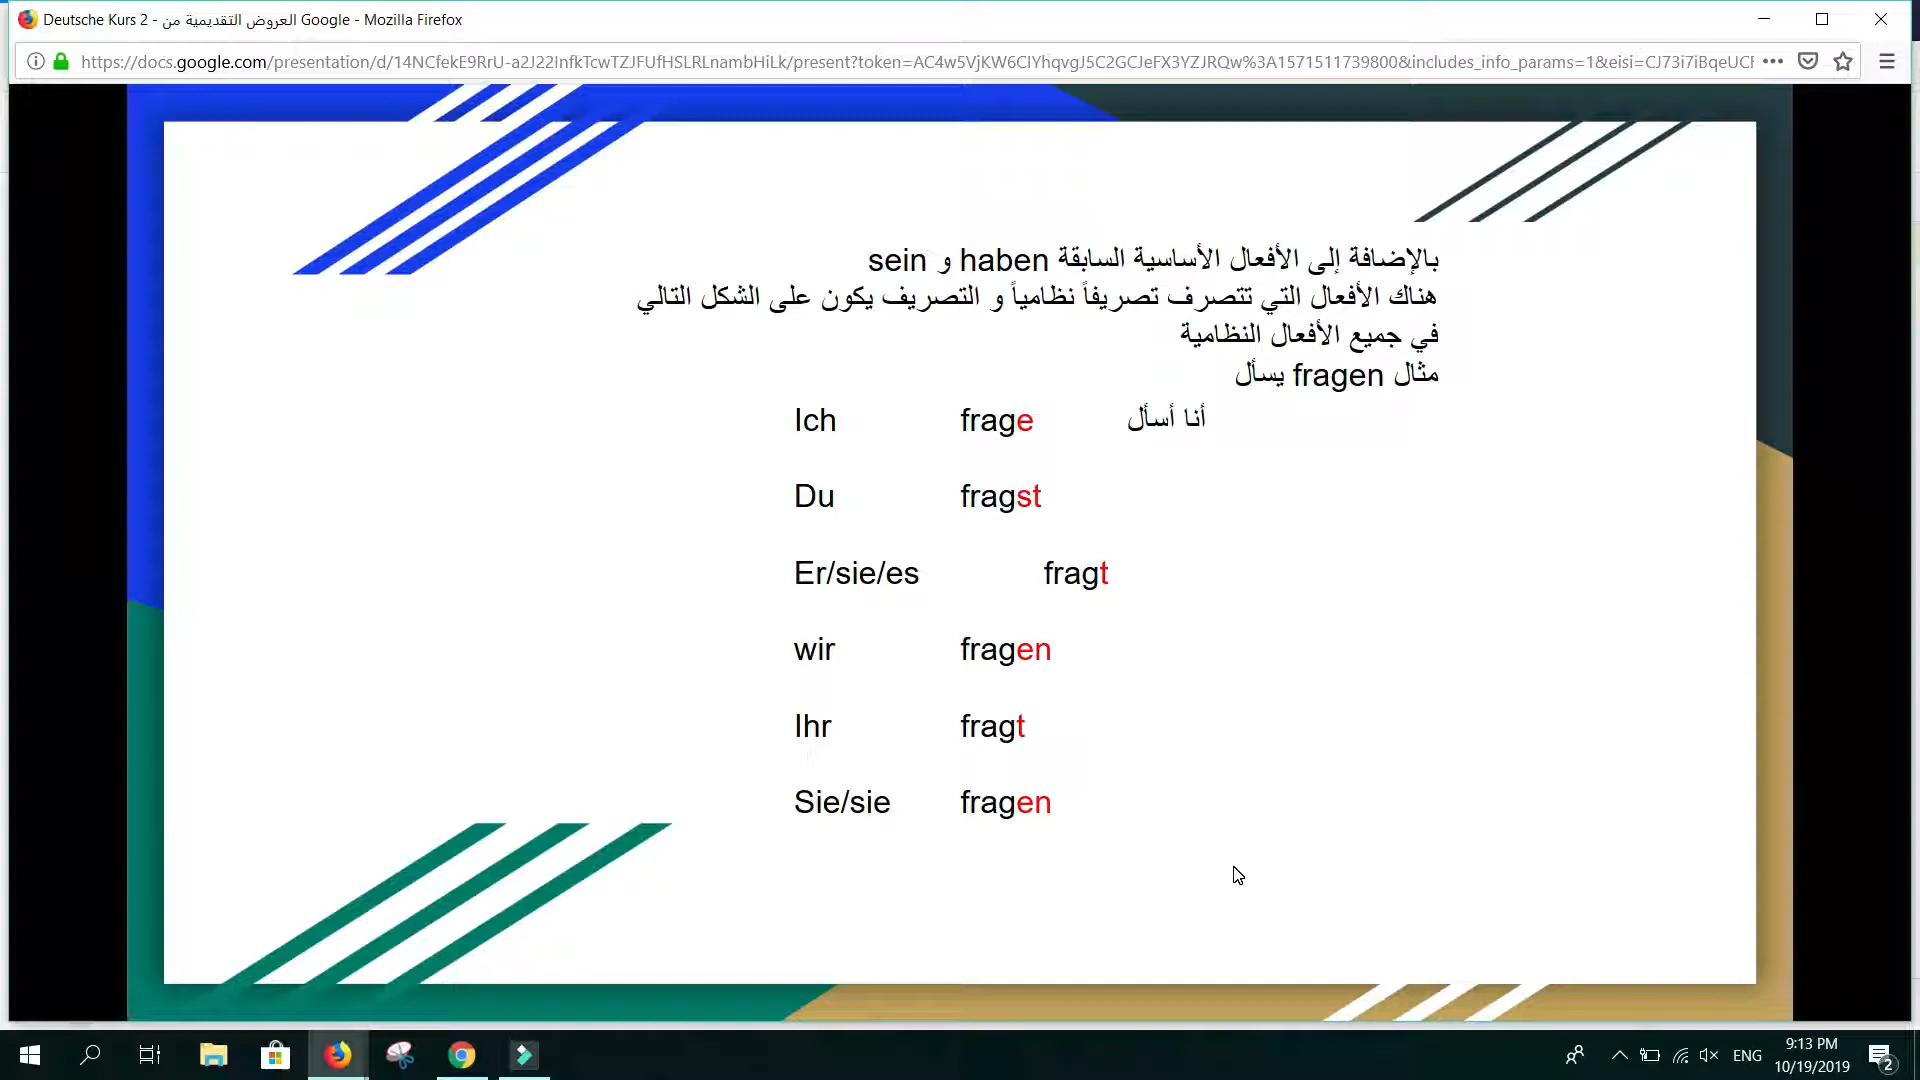 Deutsche Kurs 2 - العروض التقديمية من Google - Mozilla Firefox
https://docs.google.com/presentation/d/14NCfekE9RrU-a2J22InfkTcwTZJFUfHSLRLnambHiLk/present?token=AC4w5VjKW6CIYhqvgJ5C2GCJeFX3YZJRQw%3A1571511739800&includes_info_params=1&eisi=CJ73i7iBqeUCF
بالإضافة إلى الأفعال الأساسية السابقة haben و sein
هناك الأفعال التي تتصرف تصريفاً نظامياً و التصريف يكون على الشكل التالي
في جميع الأفعال النظامية
مثال fragen يسأل
Ich frage أنا أسأل
Du fragst
Er/sie/es fragt
wir fragen
Ihr fragt
Sie/sie fragen
ENG
9:13 PM
10/19/2019
2